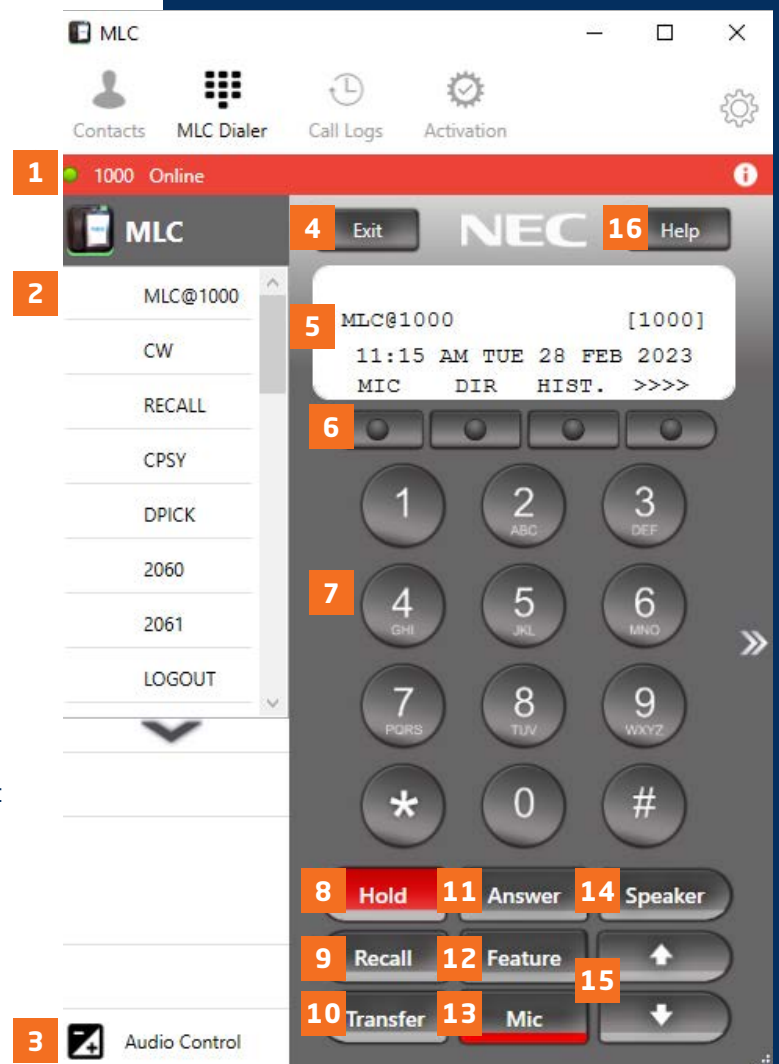 MLC
Contacts
MLC Dialer
Call Logs
Activation
1
1000 Online
i
MLC
4
Exit
NEC
16
Help
2
MLC@1000
CW
RECALL
CPSY
DPICK
2060
2061
LOGOUT
5
MLC@1000 [1000]
11:15 AM TUE 28 FEB 2023
MIC DIR HIST. >>>>
6
1
2
ABC
3
DEF
7
4
GHI
5
JKL
6
MNO
»
7
PQRS
8
TUV
9
WXYZ
*
0
#
8
Hold
11
Answer
14
Speaker
9
Recall
12
Feature
15
10
Transfer
13
Mic
3
Audio Control